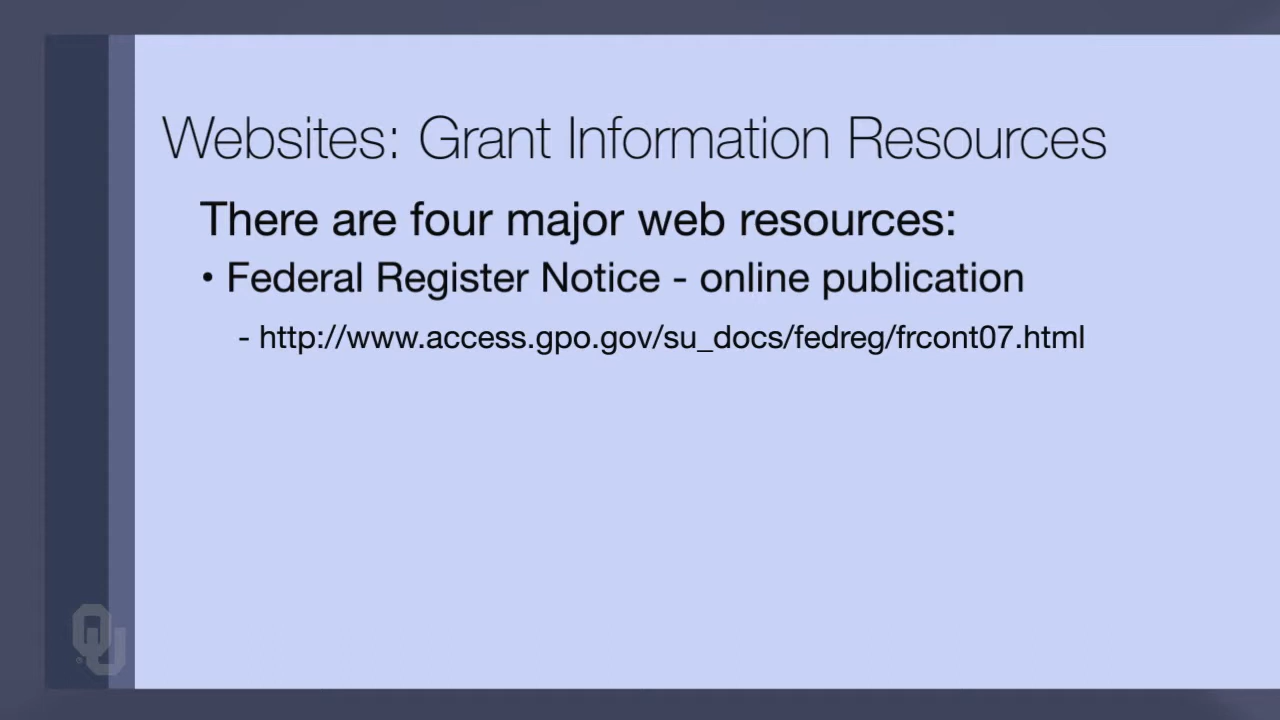 Websites: Grant Information Resources
There are four major web resources:
• Federal Register Notice - online publication
- http://www.access.gpo.gov/su_docs/fedreg/frcont07.html
OU